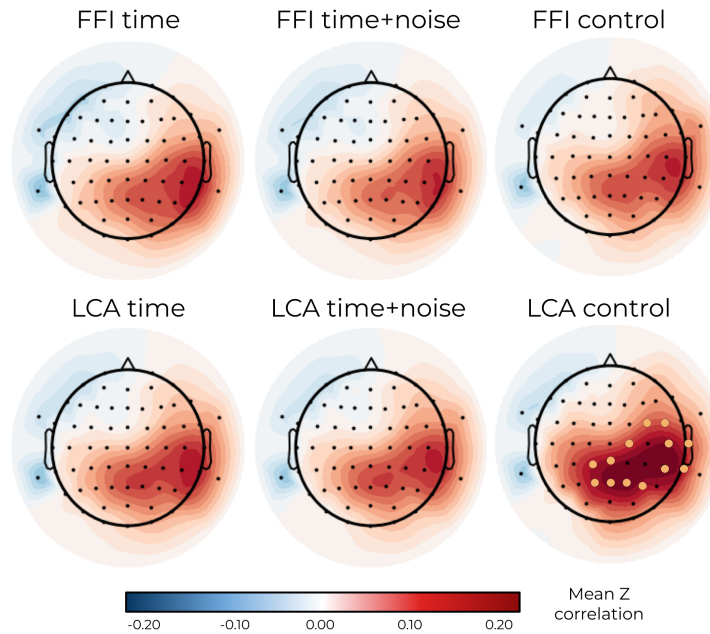 FFI time
FFI time+noise
FFI control
LCA time
LCA time+noise
LCA control
Mean Z
correlation
-0.20
-0.10
0.00
0.10
0.20